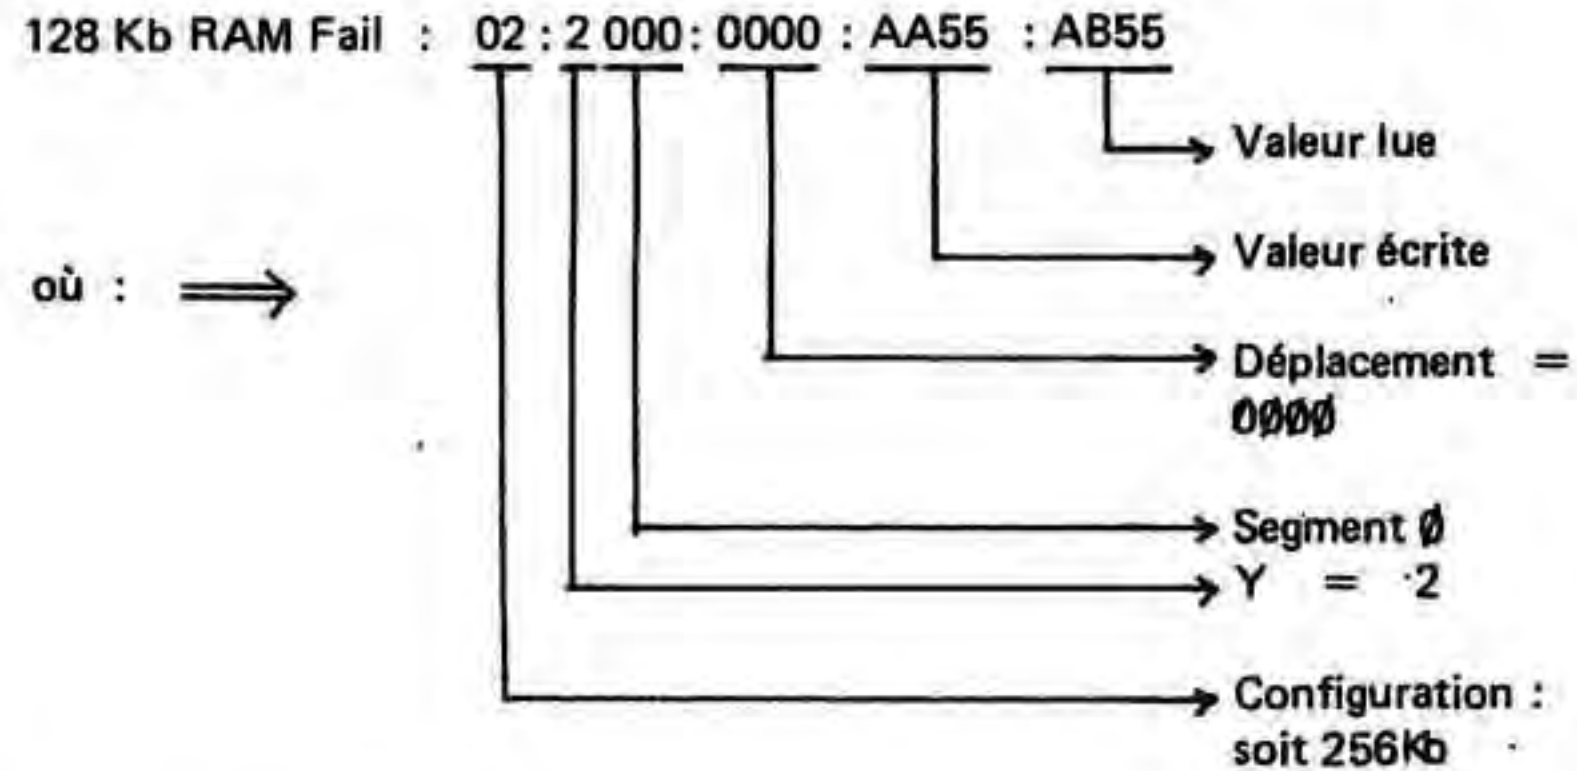 128 Kb RAM Fail : 02 : 2 000 : 0000 : AA55 : AB55
Valeur lue
Valeur écrite
où :
Déplacement =
0ØØØ
Segment Ø
Y = 2
Configuration :
soit 256Kb